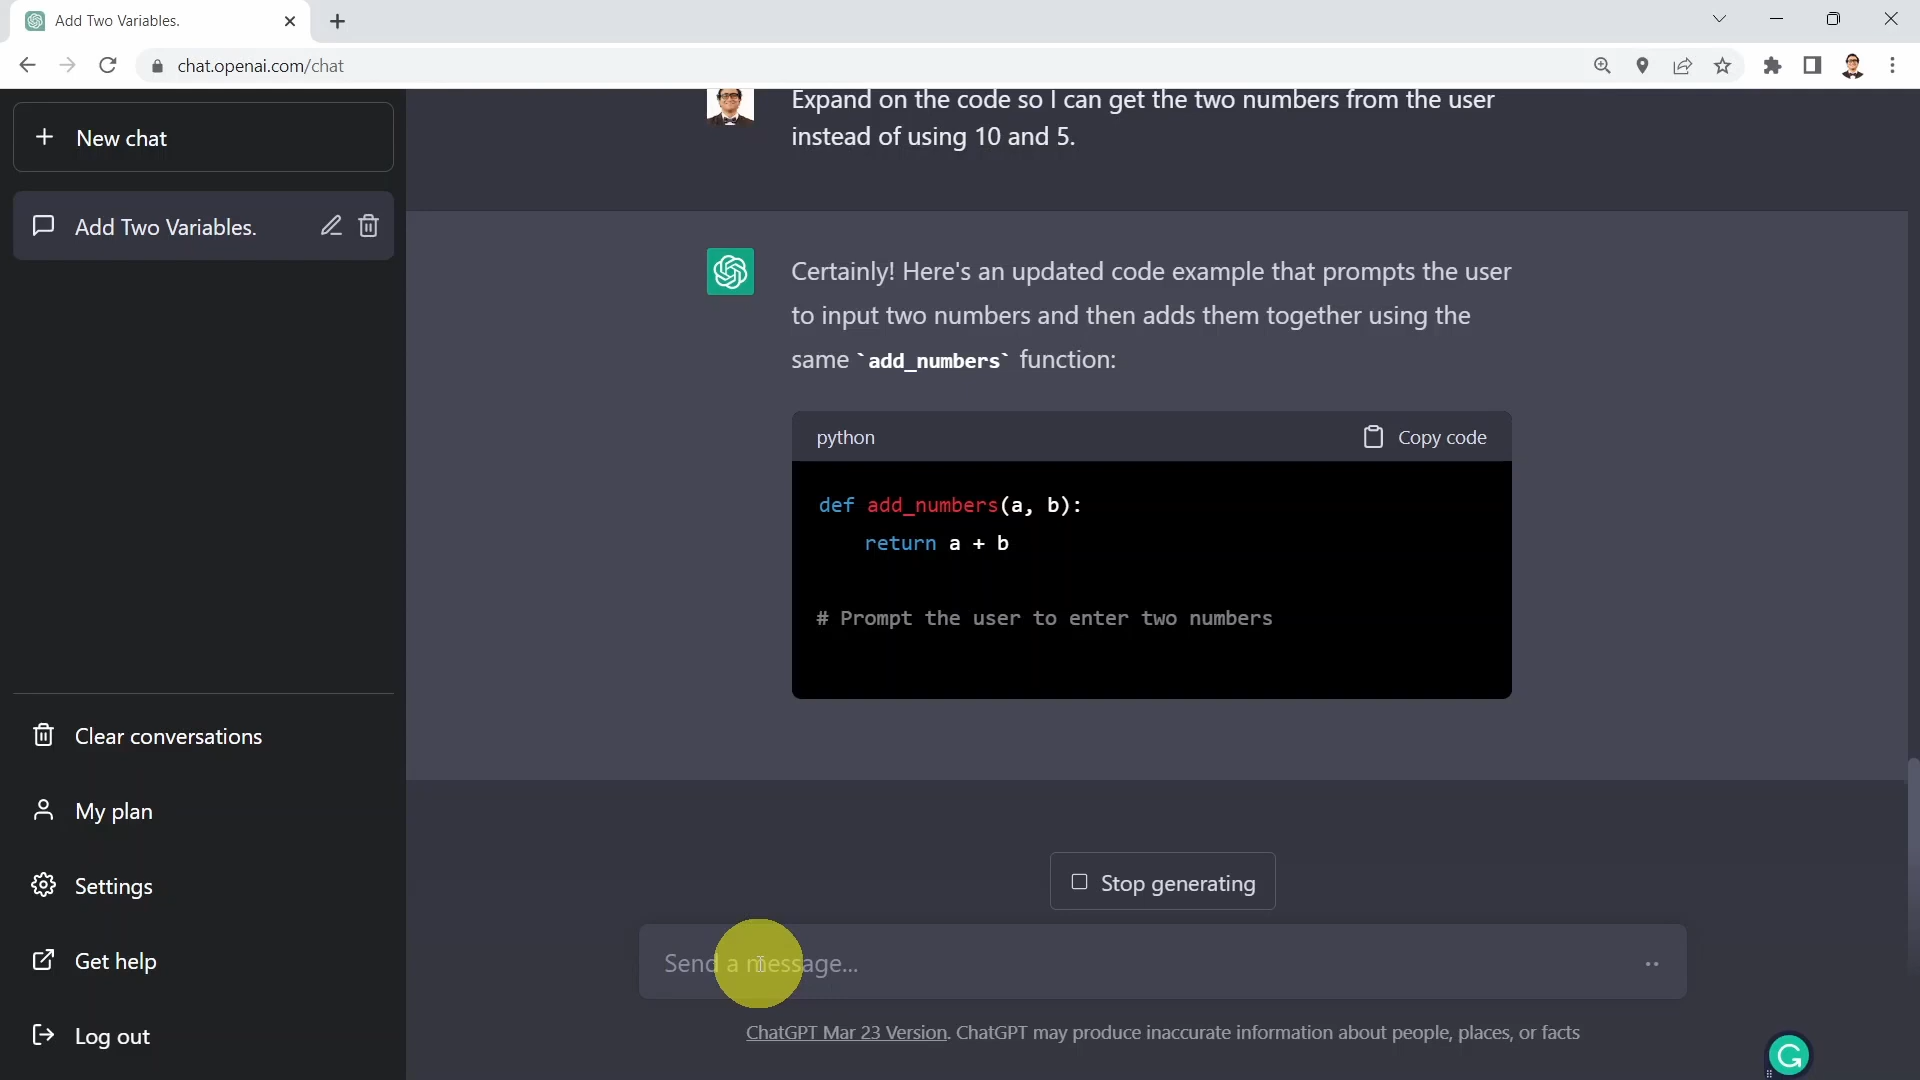 Add Two Variables.
chat.openai.com/chat
New chat
Add Two Variables.
Clear conversations
My plan
Settings
Get help
Log out
Expand on the code so I can get the two numbers from the user
instead of using 10 and 5.
Certainly! Here's an updated code example that prompts the user
to input two numbers and then adds them together using the
same `add_numbers` function:
python
Copy code
def add_numbers(a, b):
return a + b
# Prompt the user to enter two numbers
Stop generating
Send a message...
ChatGPT Mar 23 Version. ChatGPT may produce inaccurate information about people, places, or facts